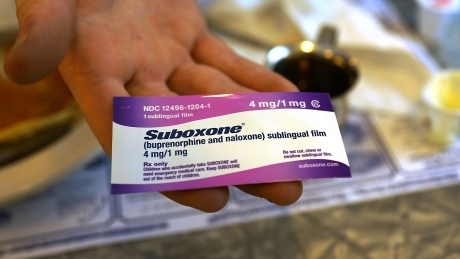 NDC 12496-1204-1
1 sublingual film
4 mg/1 mg CIII
Suboxone®
(buprenorphine and naloxone) sublingual film
4 mg/1 mg
Rx only
Children who accidentally take SUBOXONE will
need emergency medical care. Keep SUBOXONE
out of the reach of children.
Do not cut, chew or
swallow sublingual film.
suboxone.com